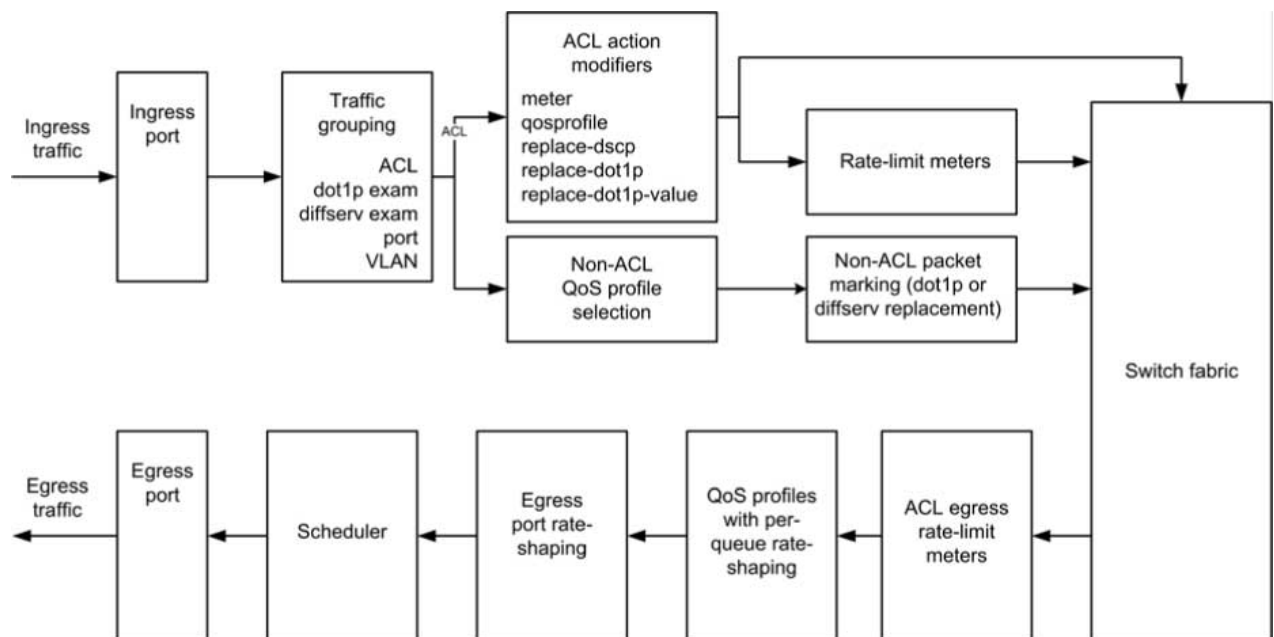 Ingress
traffic
Ingress
port
Traffic
grouping
ACL
dot1p exam
diffserv exam
port
VLAN
ACL
ACL action
modifiers
meter
qosprofile
replace-dscp
replace-dot1p
replace-dot1p-value
Rate-limit meters
Non-ACL
QoS profile
selection
Non-ACL packet
marking (dot1p or
diffserv replacement)
Switch fabric
Egress
traffic
Egress
port
Scheduler
Egress
port rate-
shaping
QoS profiles
with per-
queue rate-
shaping
ACL egress
rate-limit
meters